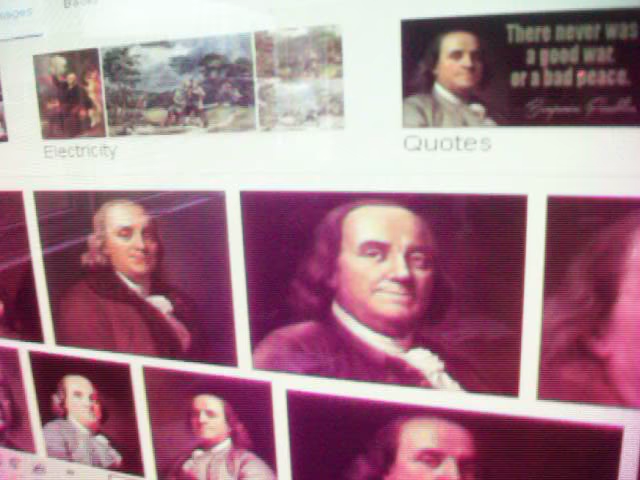 Electricity
There never was
a good war,
or a bad peace.
Quotes